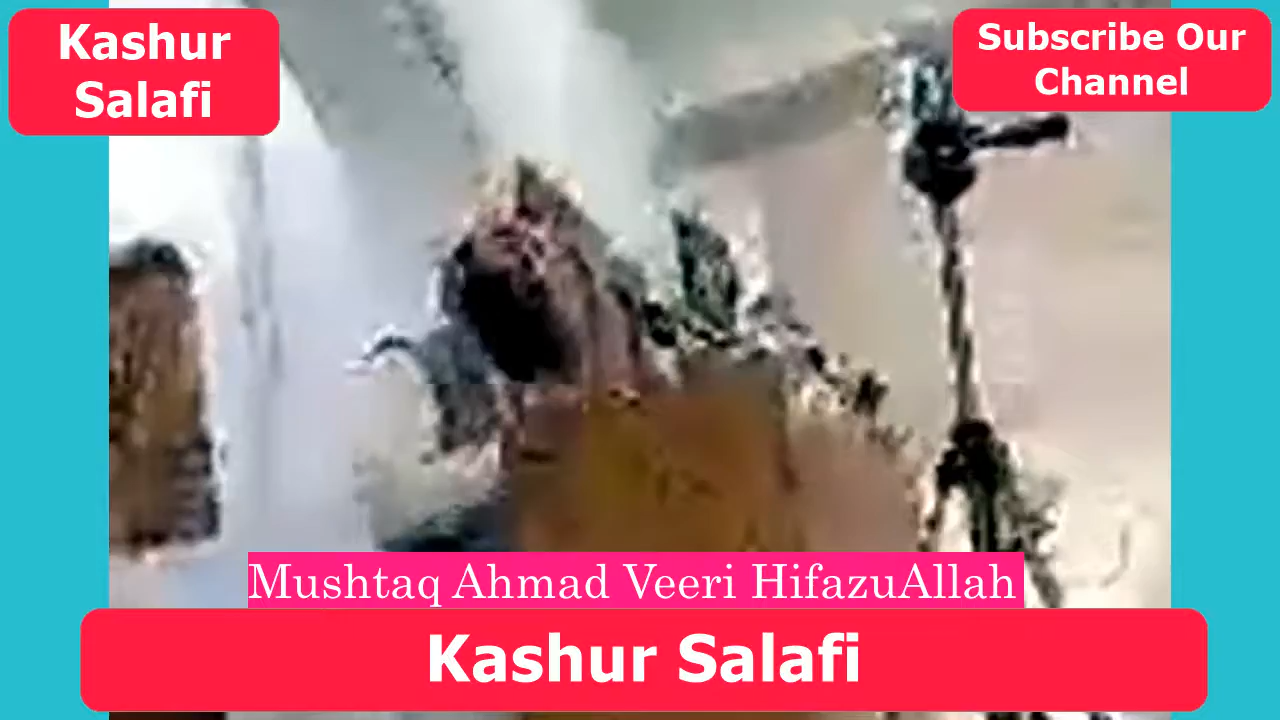 Kashur
Salafi
Subscribe Our
Channel
Mushtaq Ahmad Veeri HifazuAllah
Kashur Salafi